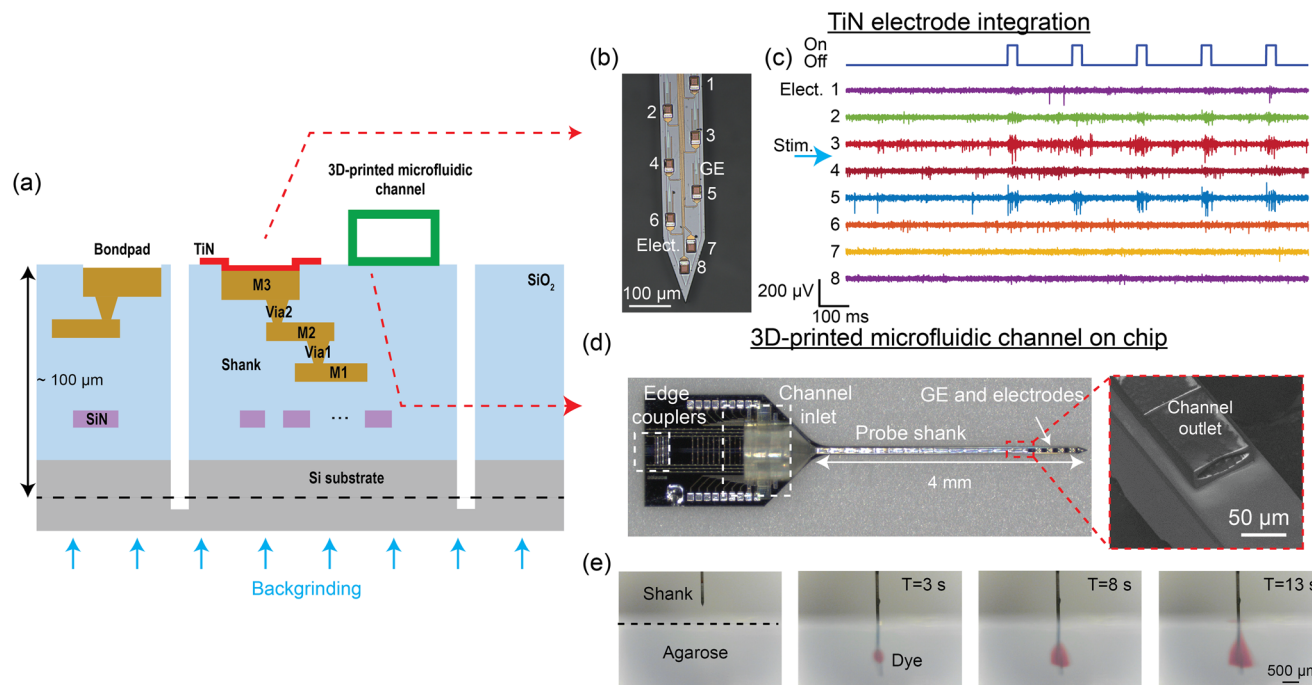 (a)
3D-printed microfluidic
channel
Bondpad
TiN
M3
SiO2
Via2
M2
Via1
Shank
M1
~ 100 μm
SiN
...
Si substrate
Backgrinding
TiN electrode integration
(b)
1
2
3
4
GE
5
6
Elect.
7
8
100 μm
(c)
On
Off
Elect. 1
2
3
Stim.
4
5
6
7
8
200 μV
100 ms
3D-printed microfluidic channel on chip
(d)
Edge
couplers
Channel
inlet
GE and electrodes
Probe shank
4 mm
Channel
outlet
50 μm
(e)
Shank
Agarose
T=3 s
Dye
T=8 s
T=13 s
500 μm